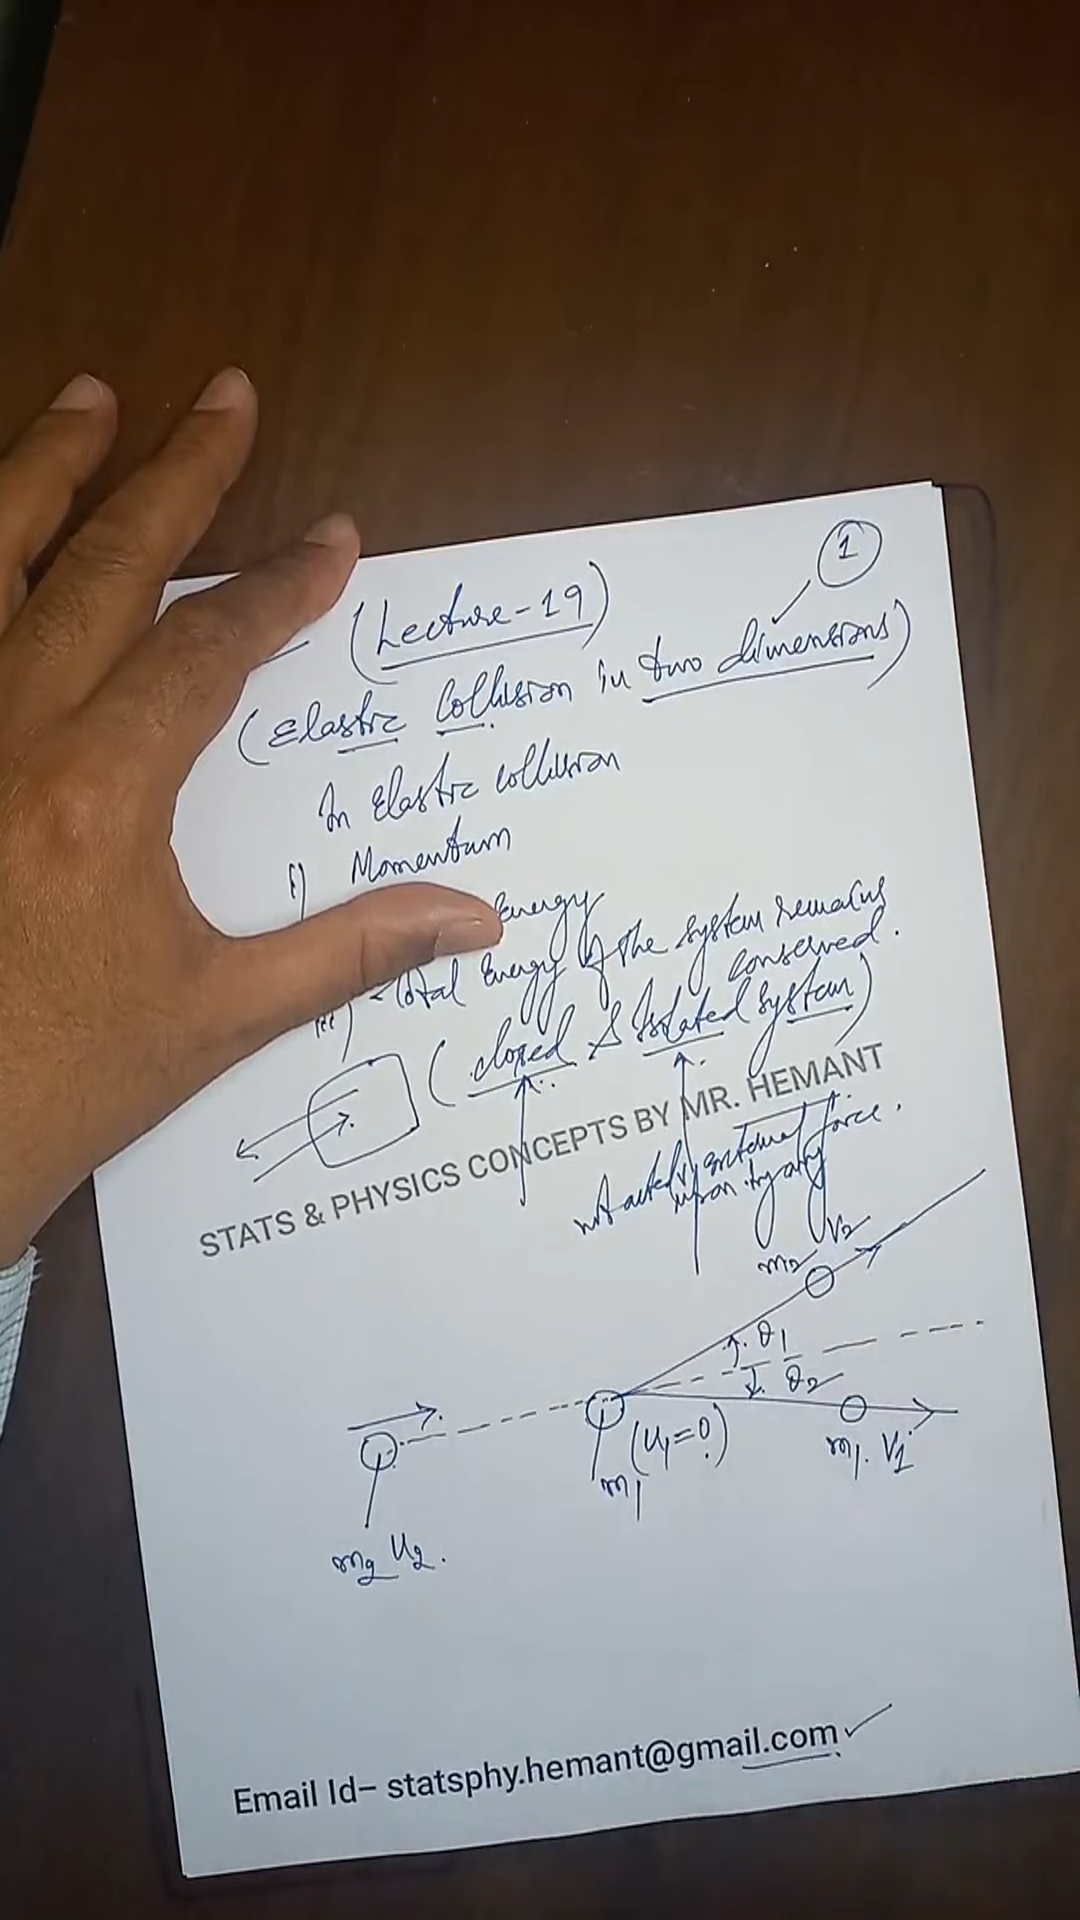 1
(Lecture-19)
(Elastic Collision in two dimensions)
In Elastic collision
i) Momentum
Energy
iii) Total Energy of the system remains
conserved.
(closed & Isolated System)
STATS & PHYSICS CONCEPTS BY MR. HEMANT
not acted external force.
upon by any
m2 V2
θ1
θ2
(U1=0)
m1
m1. V1
m2 U2.
Email Id– statsphy.hemant@gmail.com